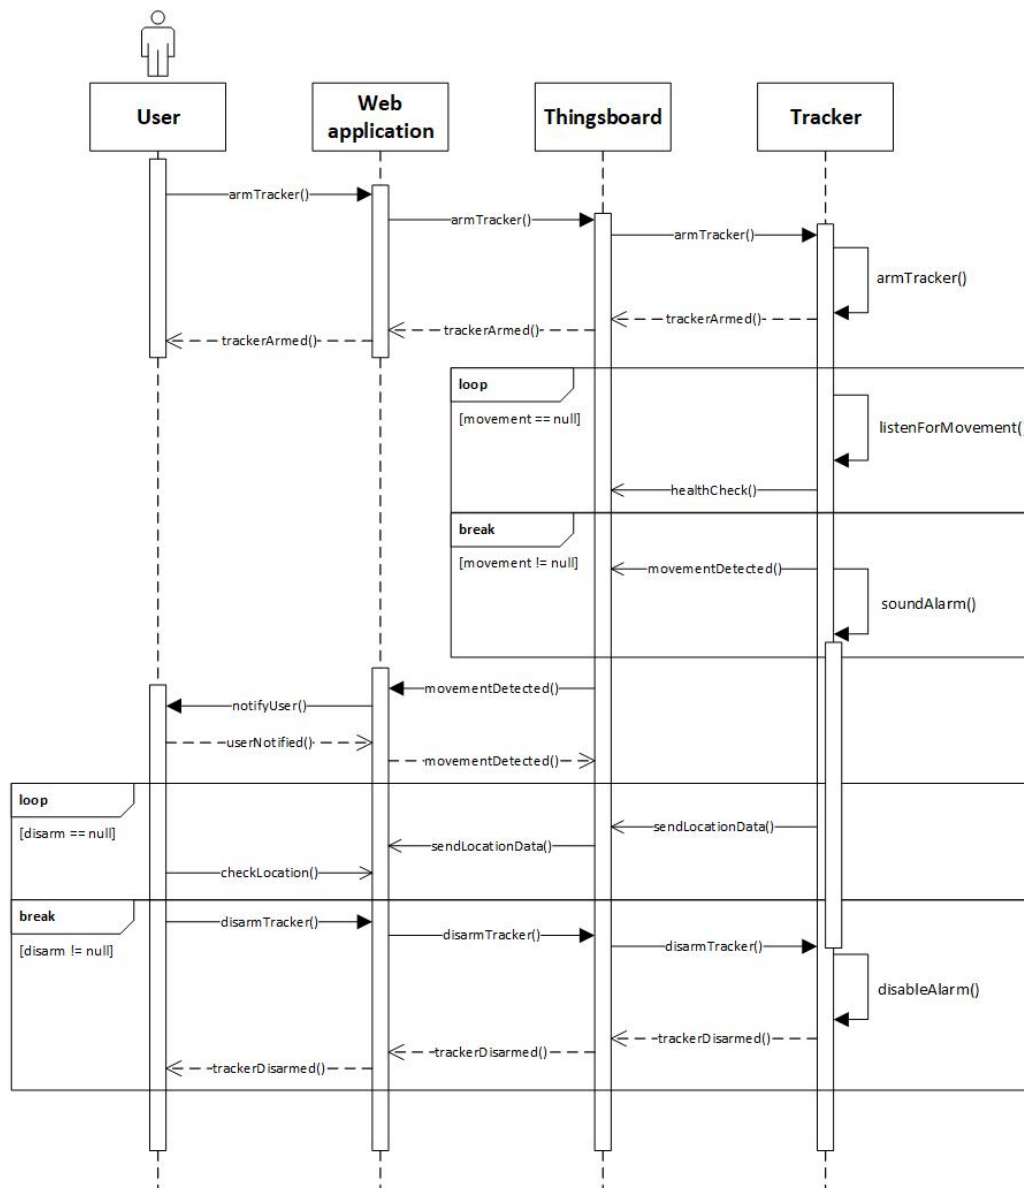 User
Web
application
Thingsboard
Tracker
armTracker()
armTracker()
armTracker()
armTracker()
trackerArmed()
trackerArmed()
trackerArmed()
loop
[movement == null]
listenForMovement()
healthCheck()
break
[movement != null]
movementDetected()
soundAlarm()
movementDetected()
notifyUser()
userNotified()
movementDetected()
loop
[disarm == null]
sendLocationData()
sendLocationData()
checkLocation()
break
[disarm != null]
disarmTracker()
disarmTracker()
disarmTracker()
disableAlarm()
trackerDisarmed()
trackerDisarmed()
trackerDisarmed()